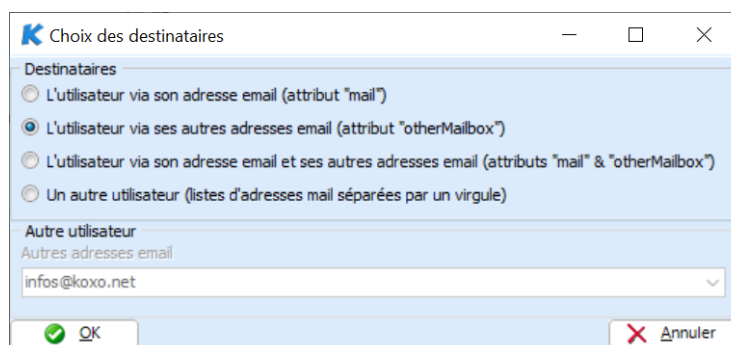 Choix des destinataires
Destinataires
L'utilisateur via son adresse email (attribut "mail")
L'utilisateur via ses autres adresses email (attribut "otherMailbox")
L'utilisateur via son adresse email et ses autres adresses email (attributs "mail" & "otherMailbox")
Un autre utilisateur (listes d'adresses mail séparées par un virgule)
Autre utilisateur
Autres adresses email
infos@koxo.net
OK Annuler